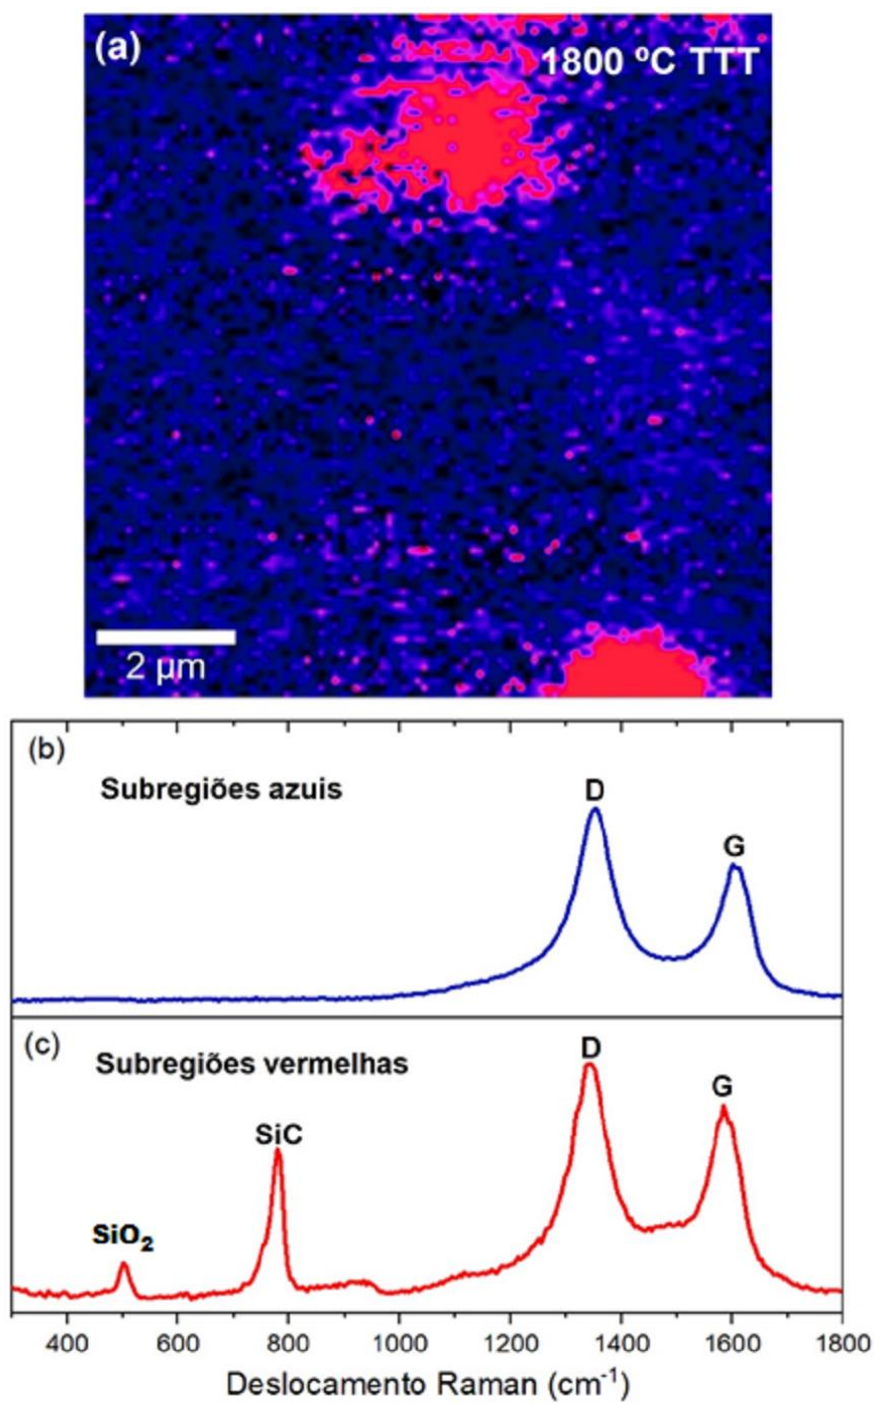 (a)
1800 ºC TTT
2 µm
(b)
Subregiões azuis
D
G
(c)
Subregiões vermelhas
D
G
SiC
SiO₂
400 600 800 1000 1200 1400 1600 1800
Deslocamento Raman (cm⁻¹)